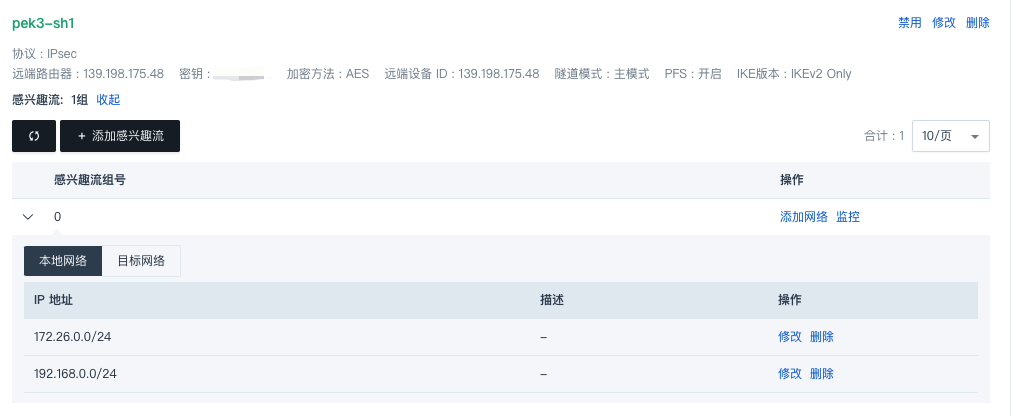 pek3-sh1 禁用 修改 删除
协议 : IPsec
远端路由器 : 139.198.175.48 密钥 : 加密方法 : AES 远端设备 ID : 139.198.175.48 隧道模式 : 主模式 PFS : 开启 IKE版本 : IKEv2 Only
感兴趣流: 1组 收起
+ 添加感兴趣流 合计 : 1 10/页
感兴趣流组号 操作
0 添加网络 监控
本地网络 目标网络
IP 地址 描述 操作
172.26.0.0/24 – 修改 删除
192.168.0.0/24 – 修改 删除